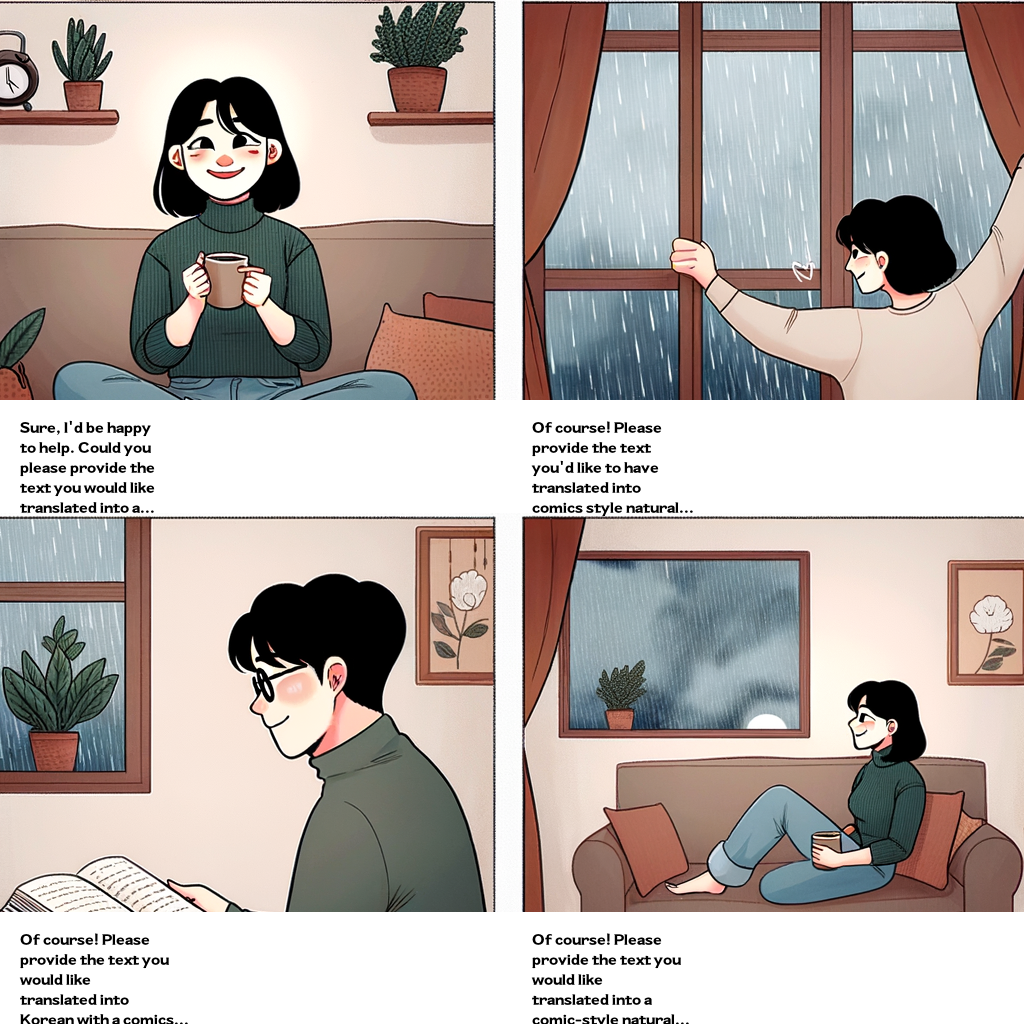 Sure, I'd be happy
to help. Could you
please provide the
text you would like
translated into a...
Of course! Please
provide the text
you'd like to have
translated into
comics style natural...
Of course! Please
provide the text you
would like
translated into
Korean with a comics...
Of course! Please
provide the text you
would like
translated into a
comic-style natural...